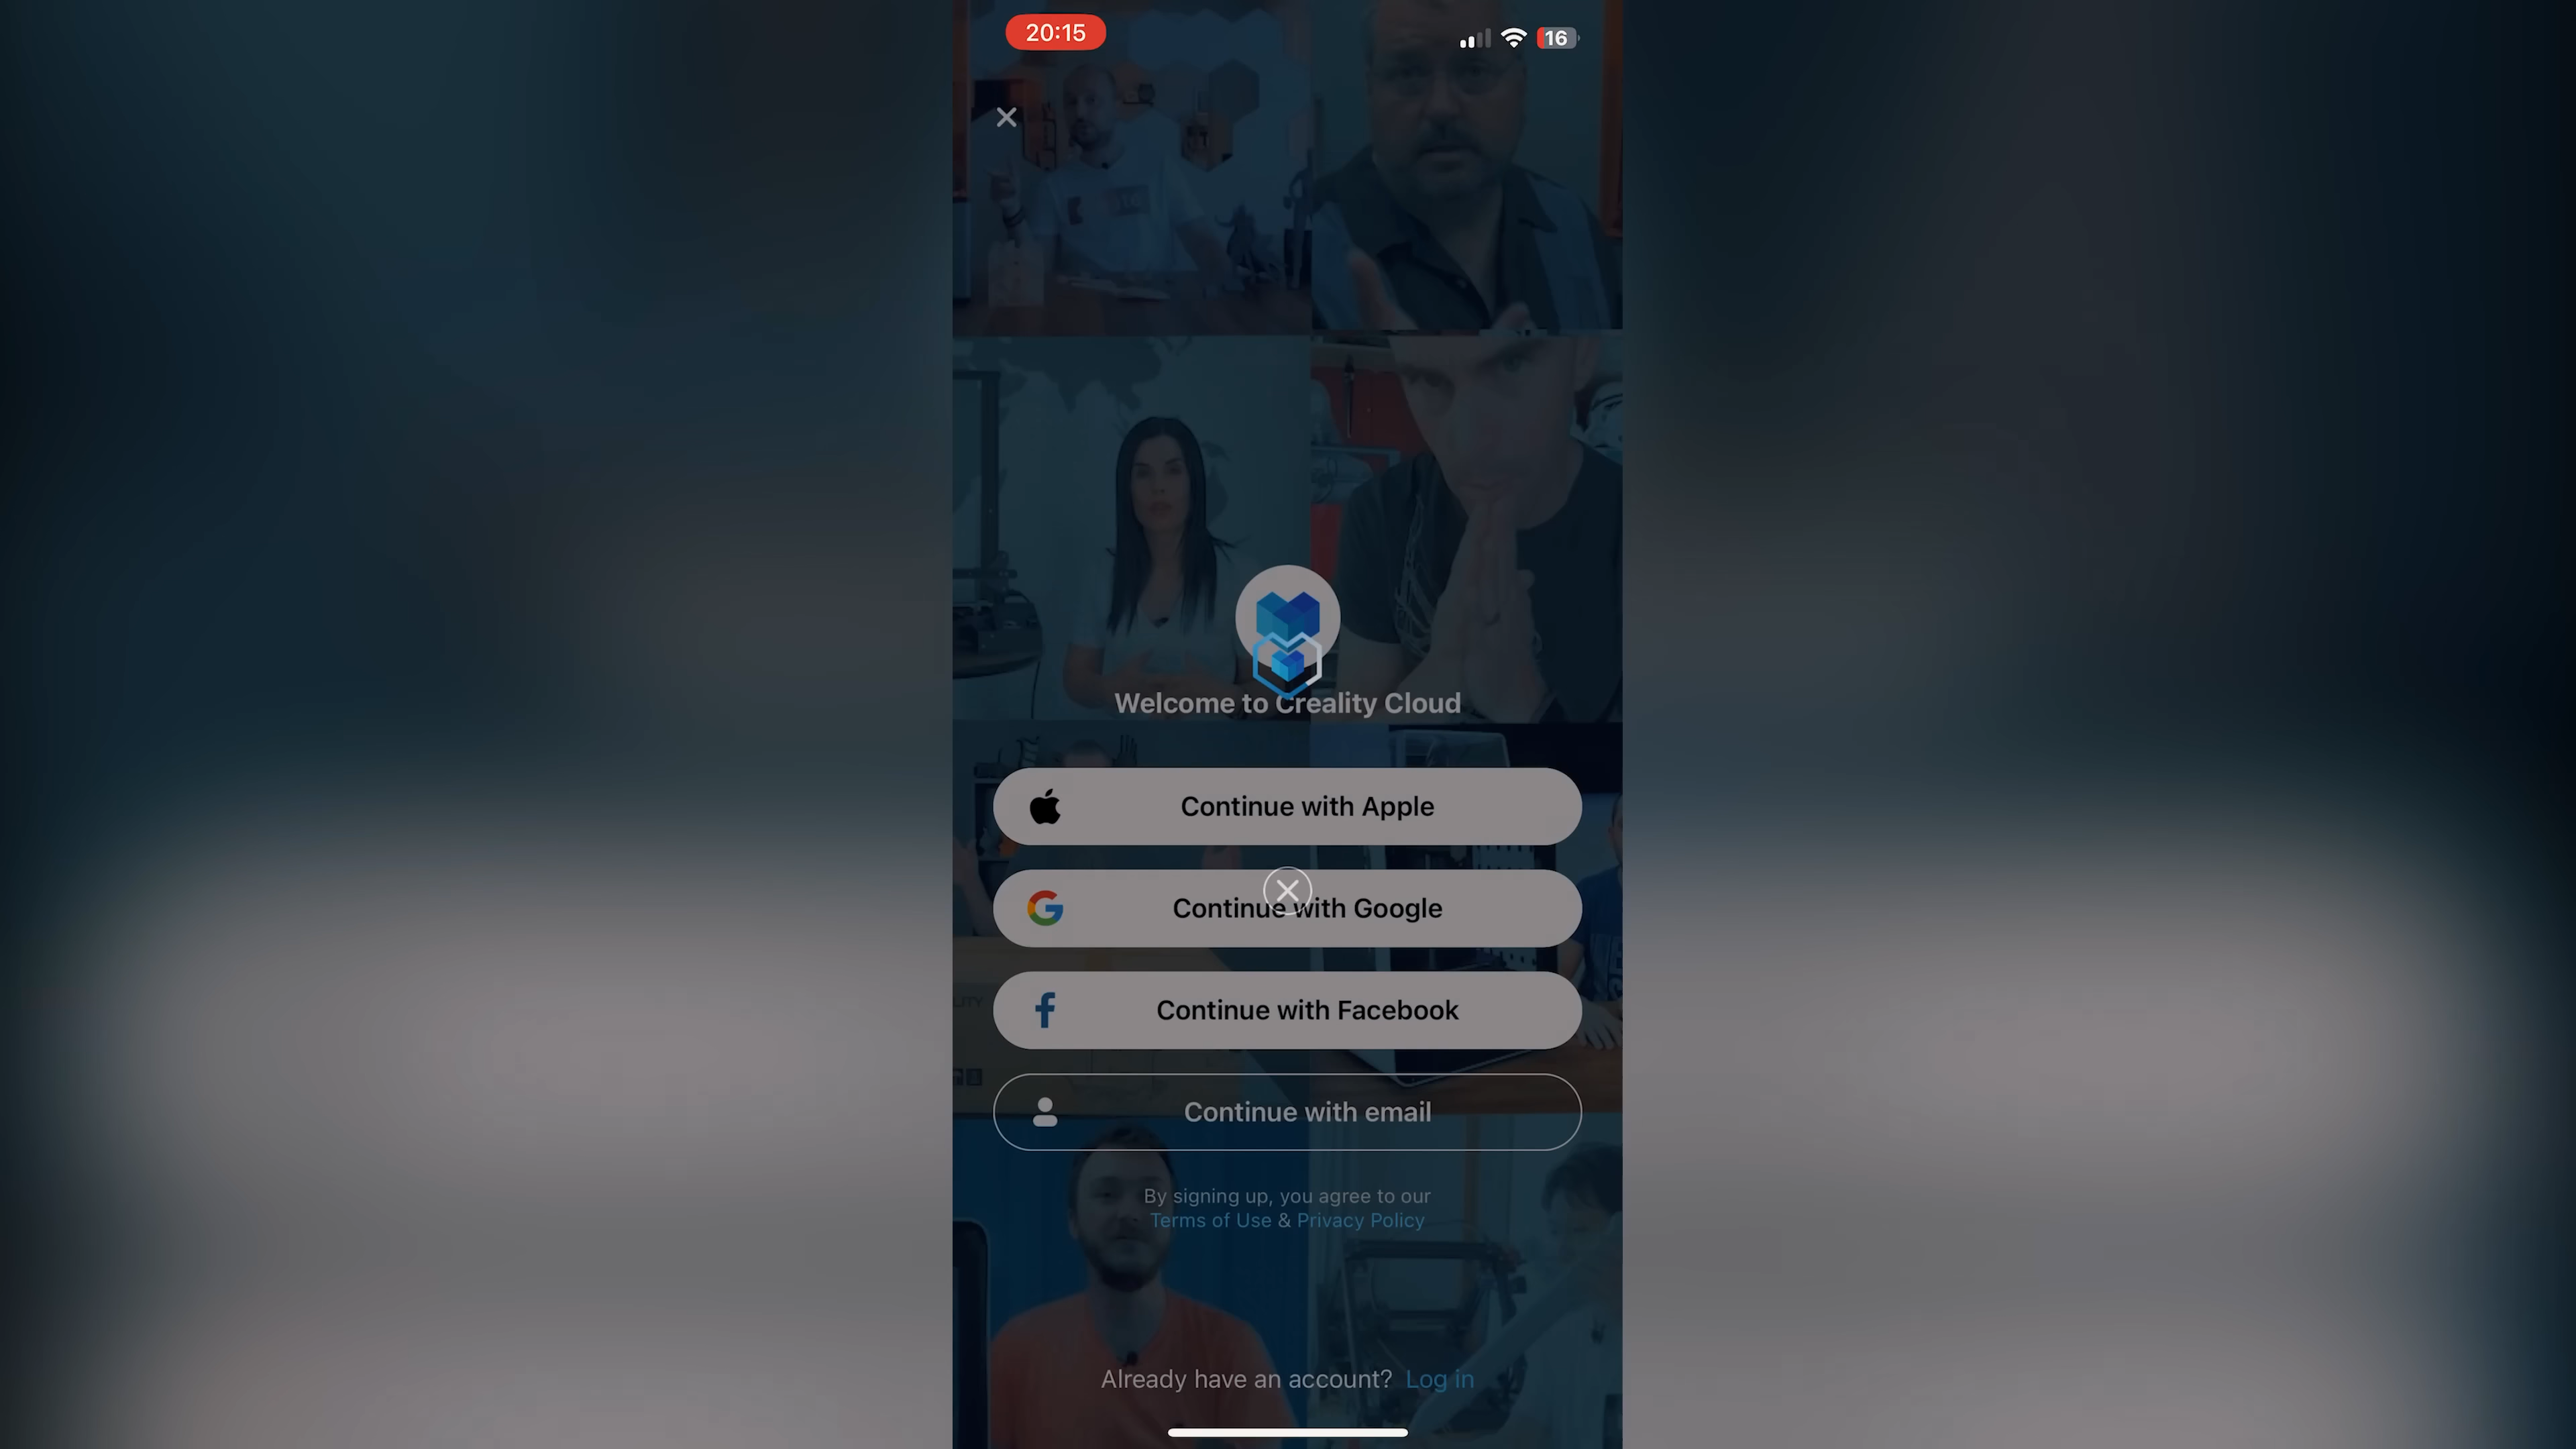 20:15
16
Welcome to Creality Cloud
Continue with Apple
Continue with Google
Continue with Facebook
Continue with email
By signing up, you agree to our
Terms of Use & Privacy Policy
Already have an account? Log in